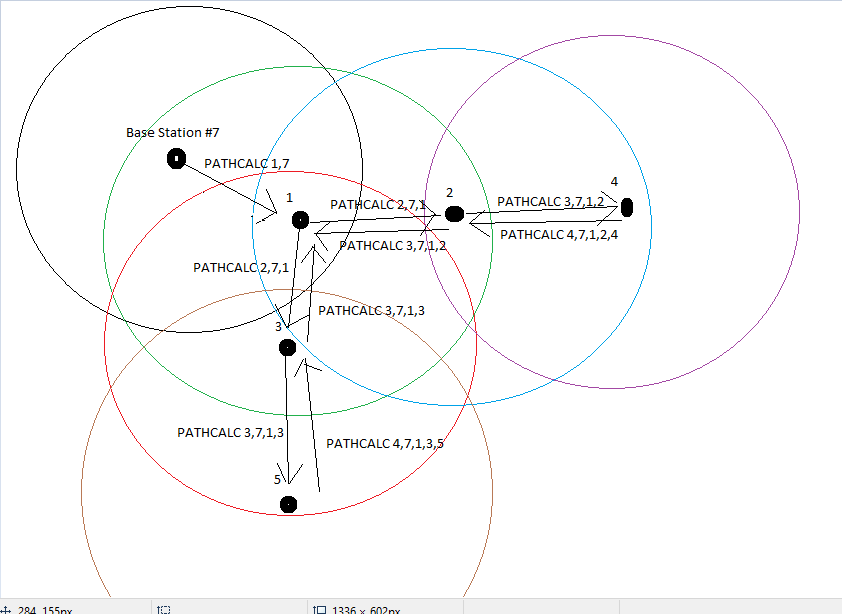 Base Station #7
PATHCALC 1,7
1
2
4
PATHCALC 2,7,1
PATHCALC 3,7,1,2
PATHCALC 3,7,1,2
PATHCALC 4,7,1,2,4
PATHCALC 2,7,1
PATHCALC 3,7,1,3
3
PATHCALC 3,7,1,3
PATHCALC 4,7,1,3,5
5
284, 155px
1336 × 602px